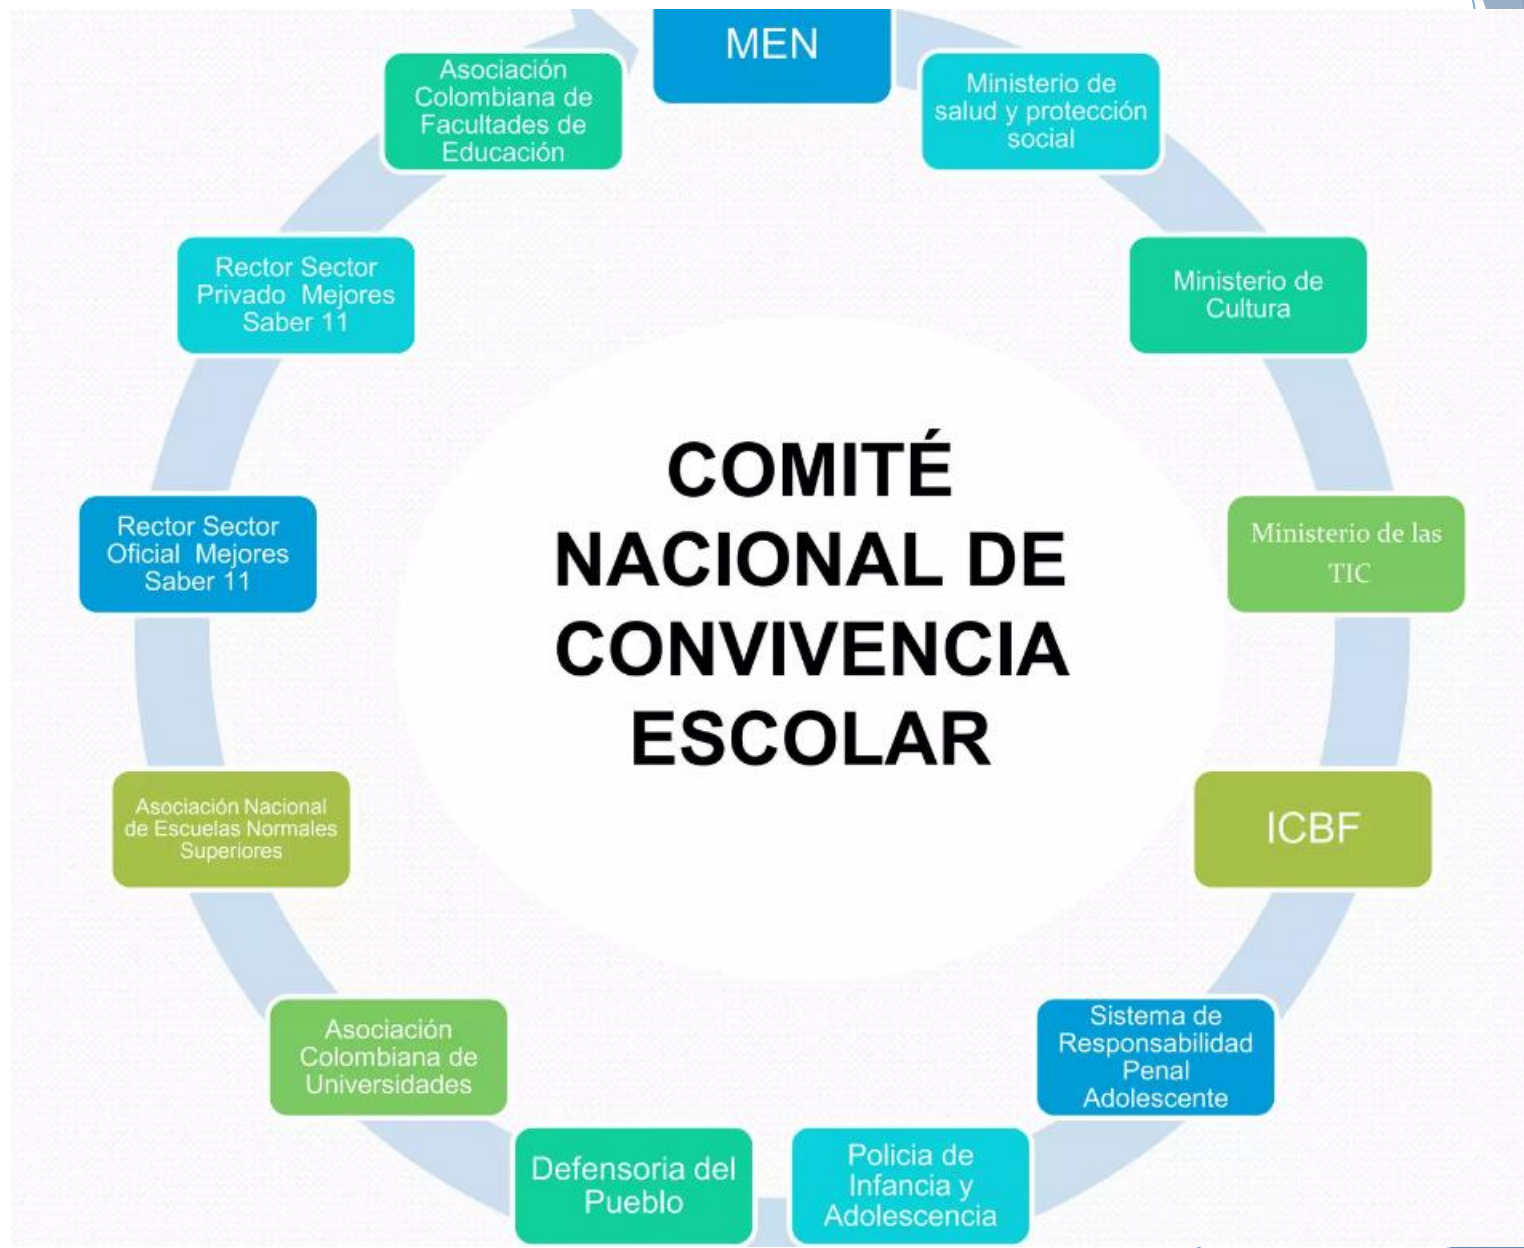 MEN
Ministerio de
salud y protección
social
Ministerio de
Cultura
Ministerio de las
TIC
ICBF
Sistema de
Responsabilidad
Penal
Adolescente
Policia de
Infancia y
Adolescencia
Defensoria del
Pueblo
Asociación
Colombiana de
Universidades
Asociación Nacional
de Escuelas Normales
Superiores
Rector Sector
Oficial Mejores
Saber 11
Rector Sector
Privado Mejores
Saber 11
Asociación
Colombiana de
Facultades de
Educación
COMITÉ
NACIONAL DE
CONVIVENCIA
ESCOLAR